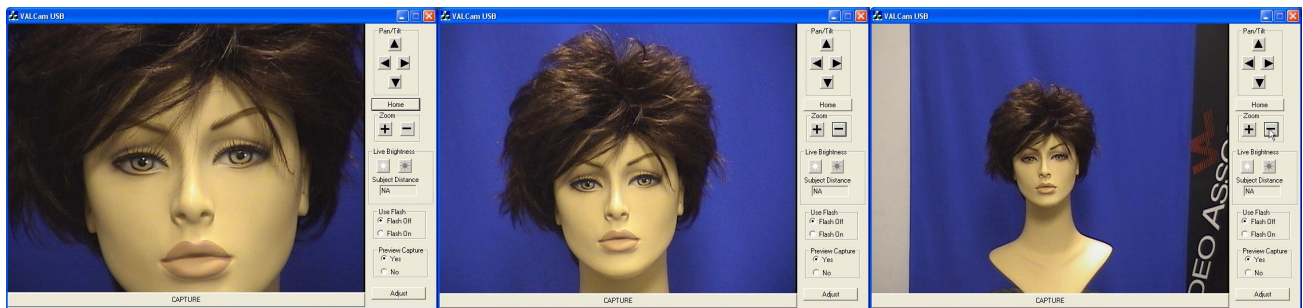 VALCam USB
Pan/Tilt
Home
Zoom
Live Brightness
Subject Distance
NA
Use Flash
Flash Off
Flash On
Preview Capture
Yes
No
Adjust
CAPTURE
VALCam USB
Pan/Tilt
Home
Zoom
Live Brightness
Subject Distance
NA
Use Flash
Flash Off
Flash On
Preview Capture
Yes
No
Adjust
CAPTURE
VALCam USB
Pan/Tilt
Home
Zoom
Live Brightness
Subject Distance
NA
Use Flash
Flash Off
Flash On
Preview Capture
Yes
No
Adjust
CAPTURE